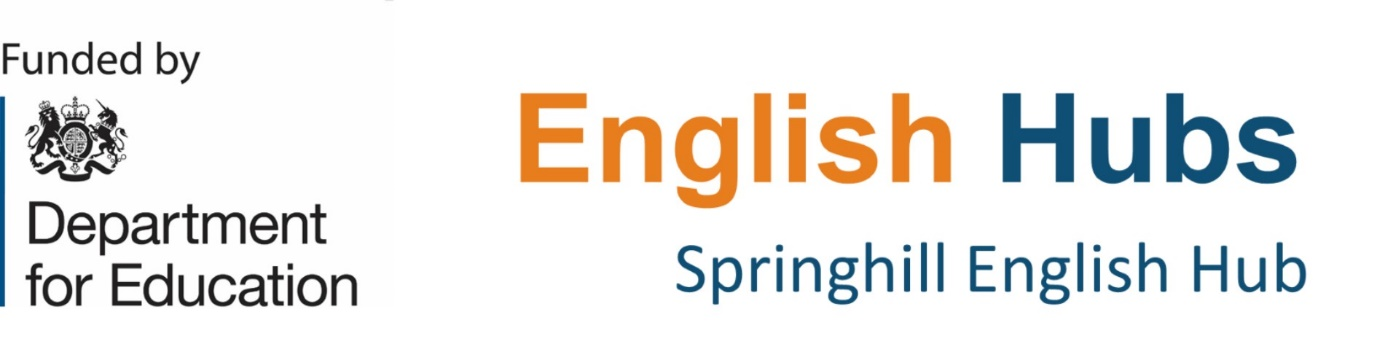 Funded by
Department
for Education
English Hubs
Springhill English Hub